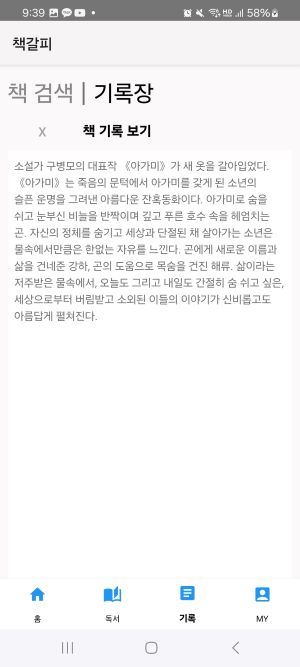 9:39
58%
책갈피
책 검색 | 기록장
X 책 기록 보기
소설가 구병모의 대표작 《아가미》가 새 옷을 갈아입었다.
《아가미》는 죽음의 문턱에서 아가미를 갖게 된 소년의
슬픈 운명을 그려낸 아름다운 잔혹동화이다. 아가미로 숨을
쉬고 눈부신 비늘을 반짝이며 깊고 푸른 호수 속을 헤엄치는
곤. 자신의 정체를 숨기고 세상과 단절된 채 살아가는 소년은
물속에서만큼은 한없는 자유를 느낀다. 곤에게 새로운 이름과
삶을 건네준 강하, 곤의 도움으로 목숨을 건진 해류. 삶이라는
저주받은 물속에서, 오늘도 그리고 내일도 간절히 숨 쉬고 싶은,
세상으로부터 버림받고 소외된 이들의 이야기가 신비롭고도
아름답게 펼쳐진다.
홈 독서 기록 MY